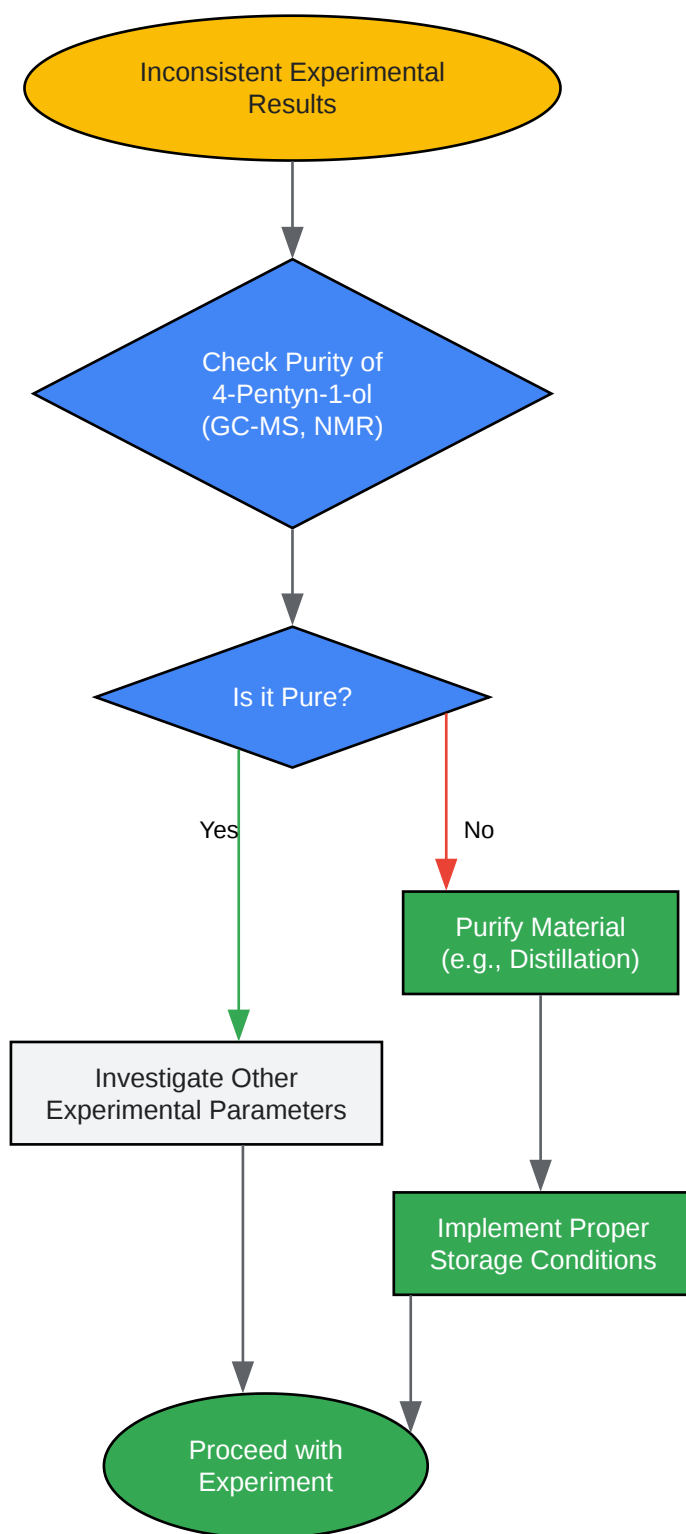 Inconsistent Experimental
Results
Check Purity of
4-Pentyn-1-ol
(GC-MS, NMR)
Is it Pure?
Yes
No
Purify Material
(e.g., Distillation)
Investigate Other
Experimental Parameters
Implement Proper
Storage Conditions
Proceed with
Experiment